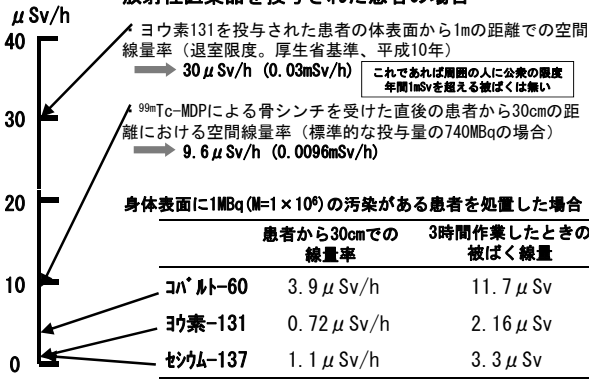 放射性医薬品を投与された患者の場合
μSv/h
40
30
20
10
0
・ヨウ素131を投与された患者の体表面から1mの距離での空間
線量率（退室限度。厚生省基準、平成10年）
30μSv/h (0.03mSv/h)
これであれば周囲の人に公衆の限度
年間1mSvを超える被ばくは無い
・⁹⁹ᵐTc-MDPによる骨シンチを受けた直後の患者から30cmの距
離における空間線量率（標準的な投与量の740MBqの場合）
9.6μSv/h (0.0096mSv/h)
身体表面に1MBq(M=1×10⁶)の汚染がある患者を処置した場合
患者から30cmでの 3時間作業したときの
線量率 被ばく線量
コバルト-60 3.9μSv/h 11.7μSv
ヨウ素-131 0.72μSv/h 2.16μSv
セシウム-137 1.1μSv/h 3.3μSv